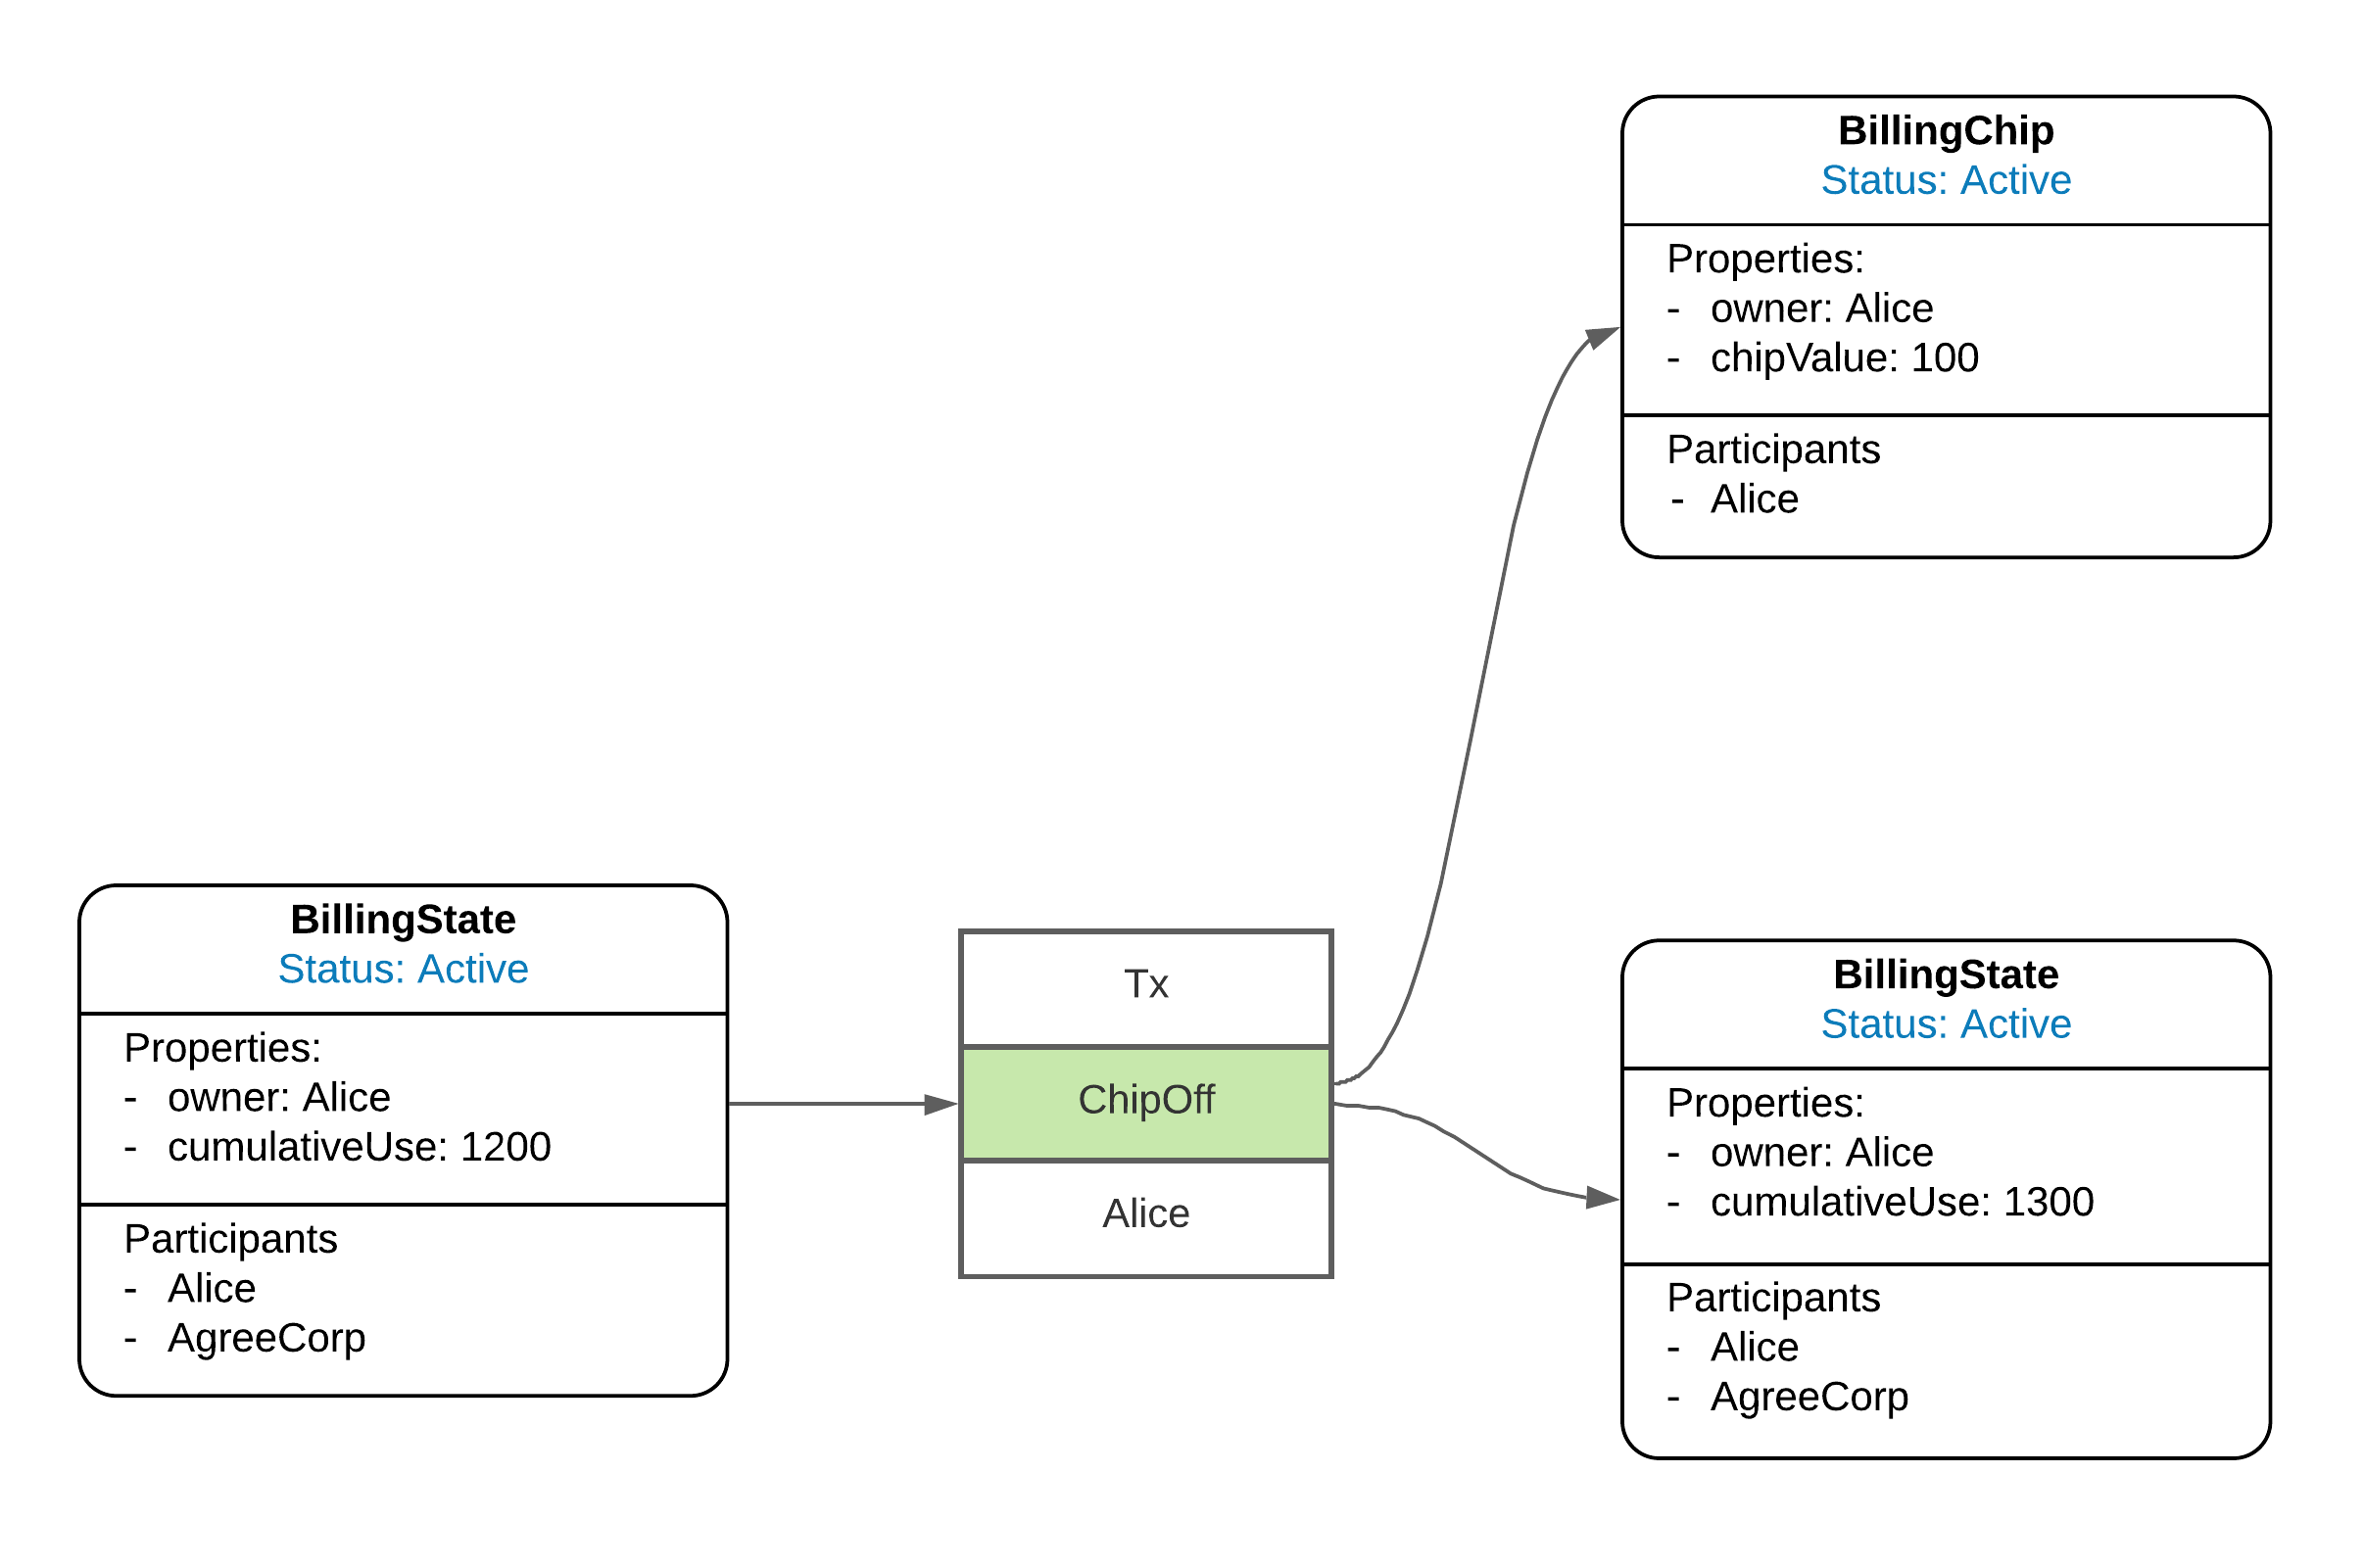 BillingChip
Status: Active
Properties:
- owner: Alice
- chipValue: 100
Participants
- Alice
BillingState
Status: Active
Properties:
- owner: Alice
- cumulativeUse: 1200
Participants
- Alice
- AgreeCorp
Tx
ChipOff
Alice
BillingState
Status: Active
Properties:
- owner: Alice
- cumulativeUse: 1300
Participants
- Alice
- AgreeCorp